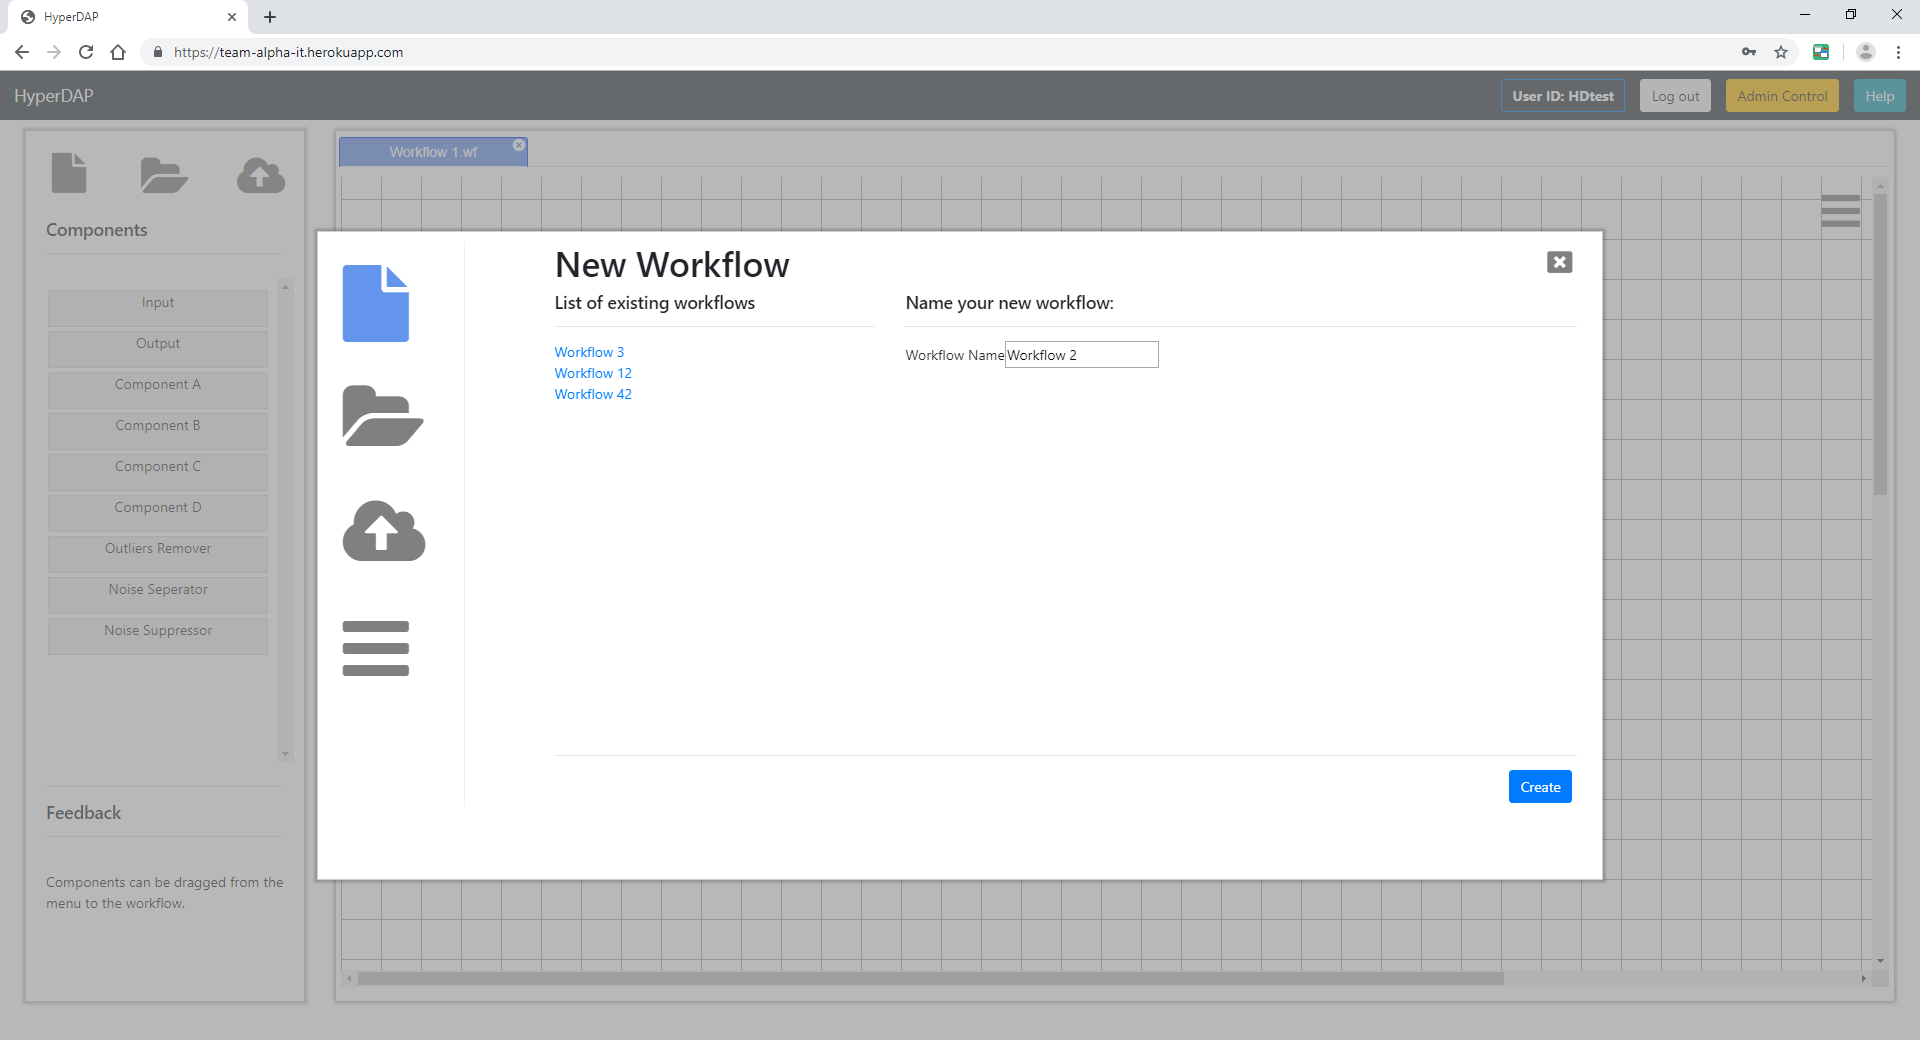 HyperDAP
https://team-alpha-it.herokuapp.com
HyperDAP
User ID: HDtest
Log out
Admin Control
Help
Workflow 1.wf
Components
Input
Output
Component A
Component B
Component C
Component D
Outliers Remover
Noise Seperator
Noise Suppressor
Feedback
Components can be dragged from the
menu to the workflow.
New Workflow
List of existing workflows
Workflow 3
Workflow 12
Workflow 42
Name your new workflow:
Workflow Name Workflow 2
Create